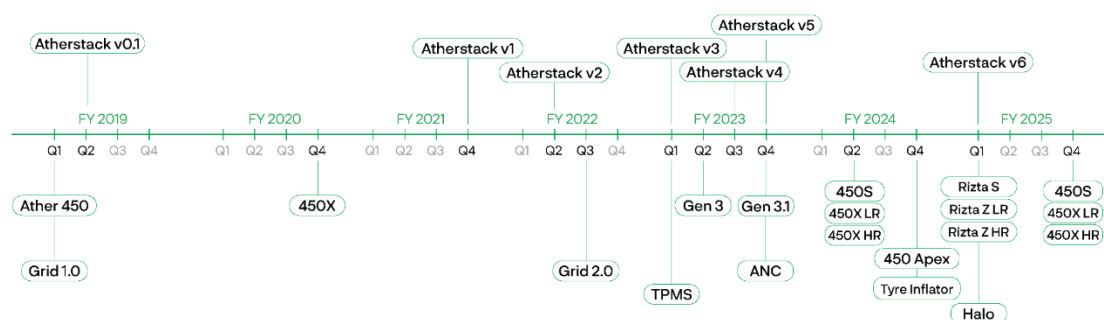 Atherstack v0.1
Atherstack v1
Atherstack v2
Atherstack v3
Atherstack v4
Atherstack v5
Atherstack v6
FY 2019
FY 2020
FY 2021
FY 2022
FY 2023
FY 2024
FY 2025
Q1 Q2 Q3 Q4
Q1 Q2 Q3 Q4
Q1 Q2 Q3 Q4
Q1 Q2 Q3 Q4
Q1 Q2 Q3 Q4
Q1 Q2 Q3 Q4
Q1 Q2 Q3 Q4
Ather 450
Grid 1.0
450X
Grid 2.0
TPMS
Gen 3
Gen 3.1
ANC
450S
450X LR
450X HR
450 Apex
Tyre Inflator
Rizta S
Rizta Z LR
Rizta Z HR
Halo
450S
450X LR
450X HR